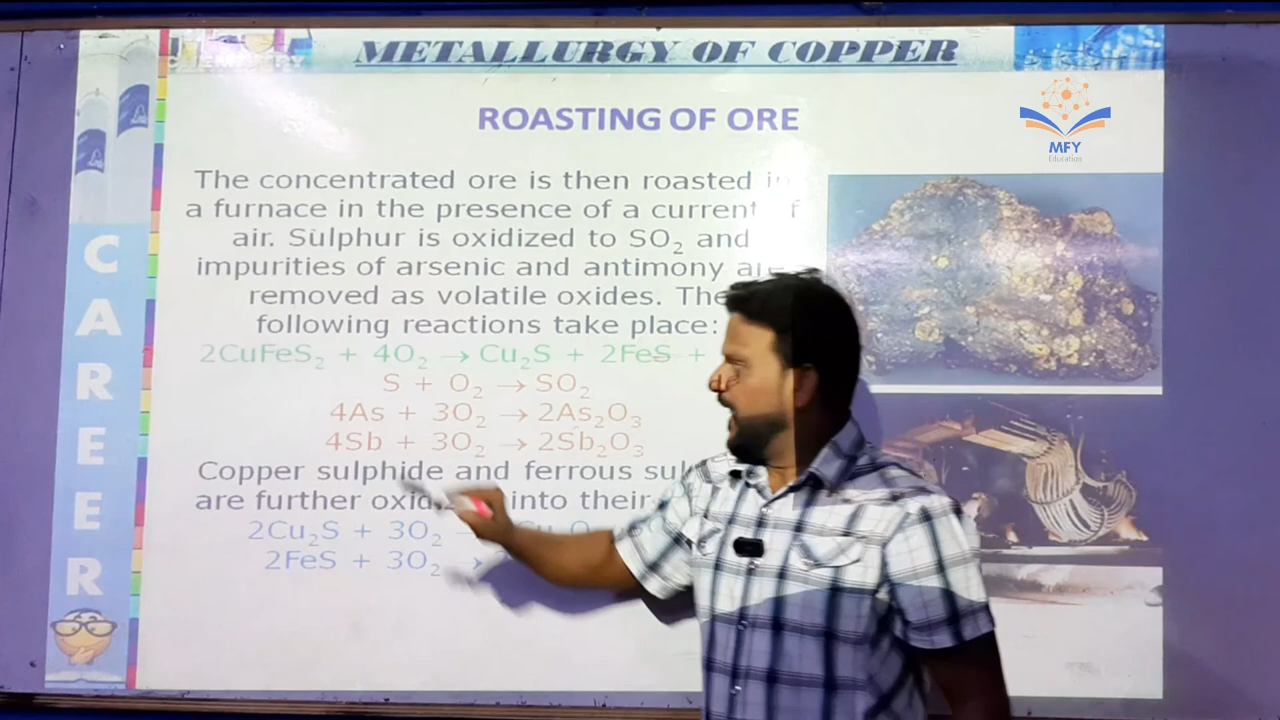 METALLURGY OF COPPER
ROASTING OF ORE
MFY
Education
The concentrated ore is then roasted in
a furnace in the presence of a current of
air. Sulphur is oxidized to SO₂ and
impurities of arsenic and antimony
removed as volatile oxides. The
following reactions take place:
2CuFeS₂ + 4O₂ → Cu₂S + 2FeS +
S + O₂ → SO₂
4As + 3O₂ → 2As₂O₃
4Sb + 3O₂ → 2Sb₂O₃
Copper sulphide and ferrous
are further into their
2Cu₂S + 3O₂
2FeS + 3O₂ →
CAREER